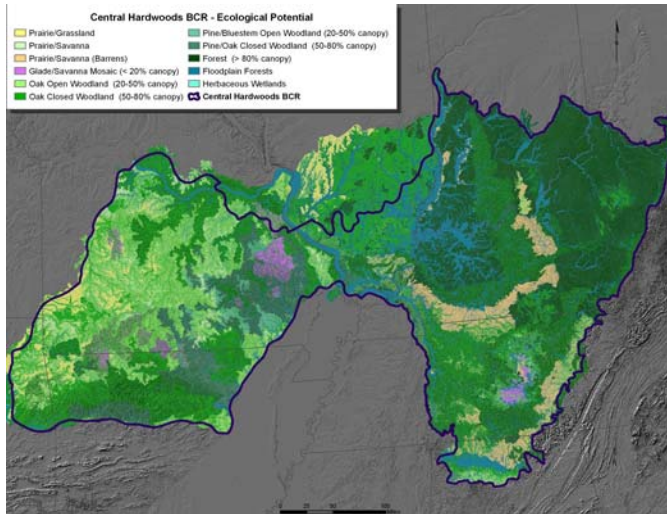 Central Hardwoods BCR - Ecological Potential
Prairie/Grassland
Prairie/Savanna
Prairie/Savanna (Barrens)
Glade/Savanna Mosaic (< 20% canopy)
Oak Open Woodland (20-50% canopy)
Oak Closed Woodland (50-80% canopy)
Pine/Bluestem Open Woodland (20-50% canopy)
Pine/Oak Closed Woodland (50-80% canopy)
Forest (> 80% canopy)
Floodplain Forests
Herbaceous Wetlands
Central Hardwoods BCR